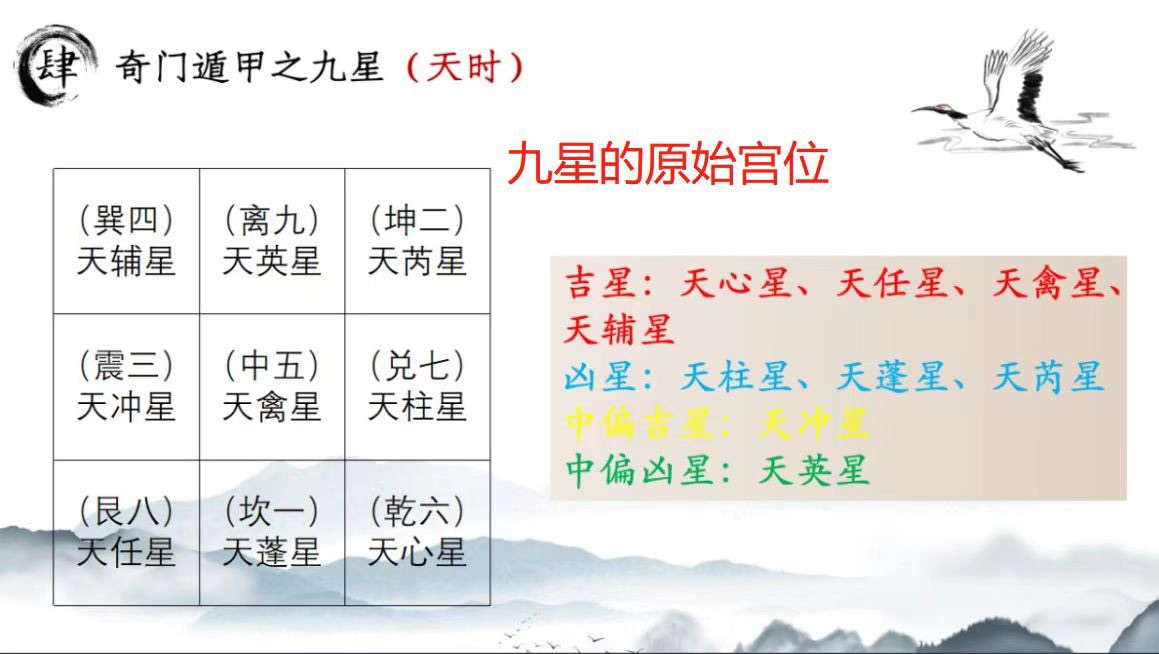 肆
奇门遁甲之九星（天时）
九星的原始宫位
（巽四） （离九） （坤二）
天辅星 天英星 天芮星
（震三） （中五） （兑七）
天冲星 天禽星 天柱星
（艮八） （坎一） （乾六）
天任星 天蓬星 天心星
吉星：天心星、天任星、天禽星、
天辅星
凶星：天柱星、天蓬星、天芮星
中偏吉星：天冲星
中偏凶星：天英星